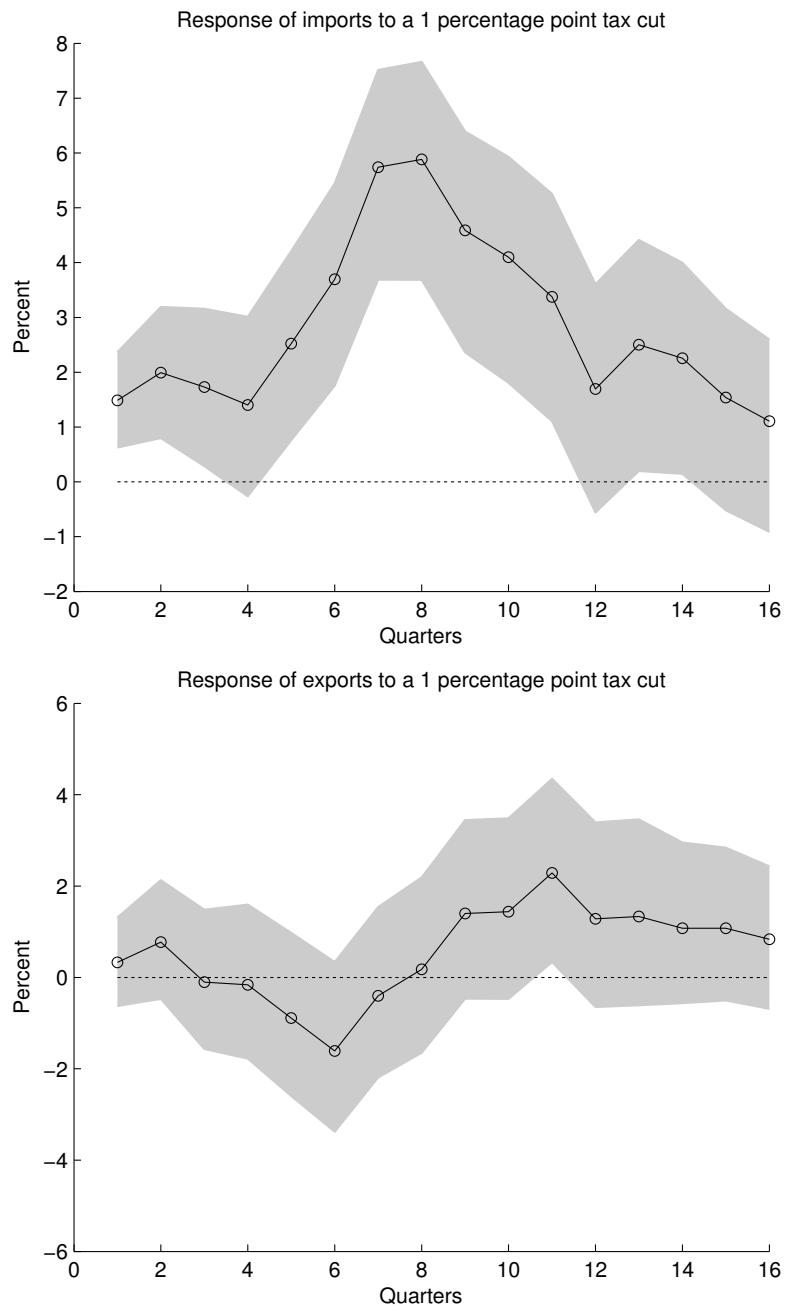 Response of imports to a 1 percentage point tax cut
8
7
6
5
4
3
2
1
0
−1
−2
Percent
0 2 4 6 8 10 12 14 16
Quarters
Response of exports to a 1 percentage point tax cut
6
4
2
0
−2
−4
−6
Percent
0 2 4 6 8 10 12 14 16
Quarters